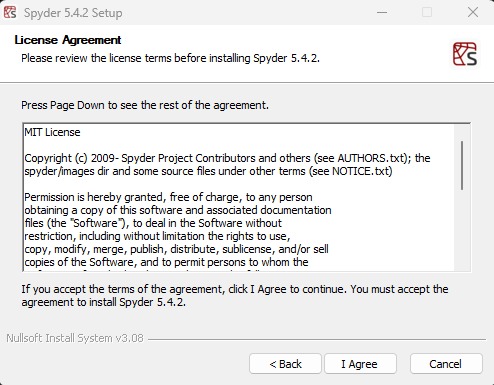 Spyder 5.4.2 Setup
License Agreement
Please review the license terms before installing Spyder 5.4.2.
Press Page Down to see the rest of the agreement.
MIT License
Copyright (c) 2009- Spyder Project Contributors and others (see AUTHORS.txt); the
spyder/images dir and some source files under other terms (see NOTICE.txt)
Permission is hereby granted, free of charge, to any person
obtaining a copy of this software and associated documentation
files (the "Software"), to deal in the Software without
restriction, including without limitation the rights to use,
copy, modify, merge, publish, distribute, sublicense, and/or sell
copies of the Software, and to permit persons to whom the
If you accept the terms of the agreement, click I Agree to continue. You must accept the
agreement to install Spyder 5.4.2.
Nullsoft Install System v3.08
< Back
I Agree
Cancel